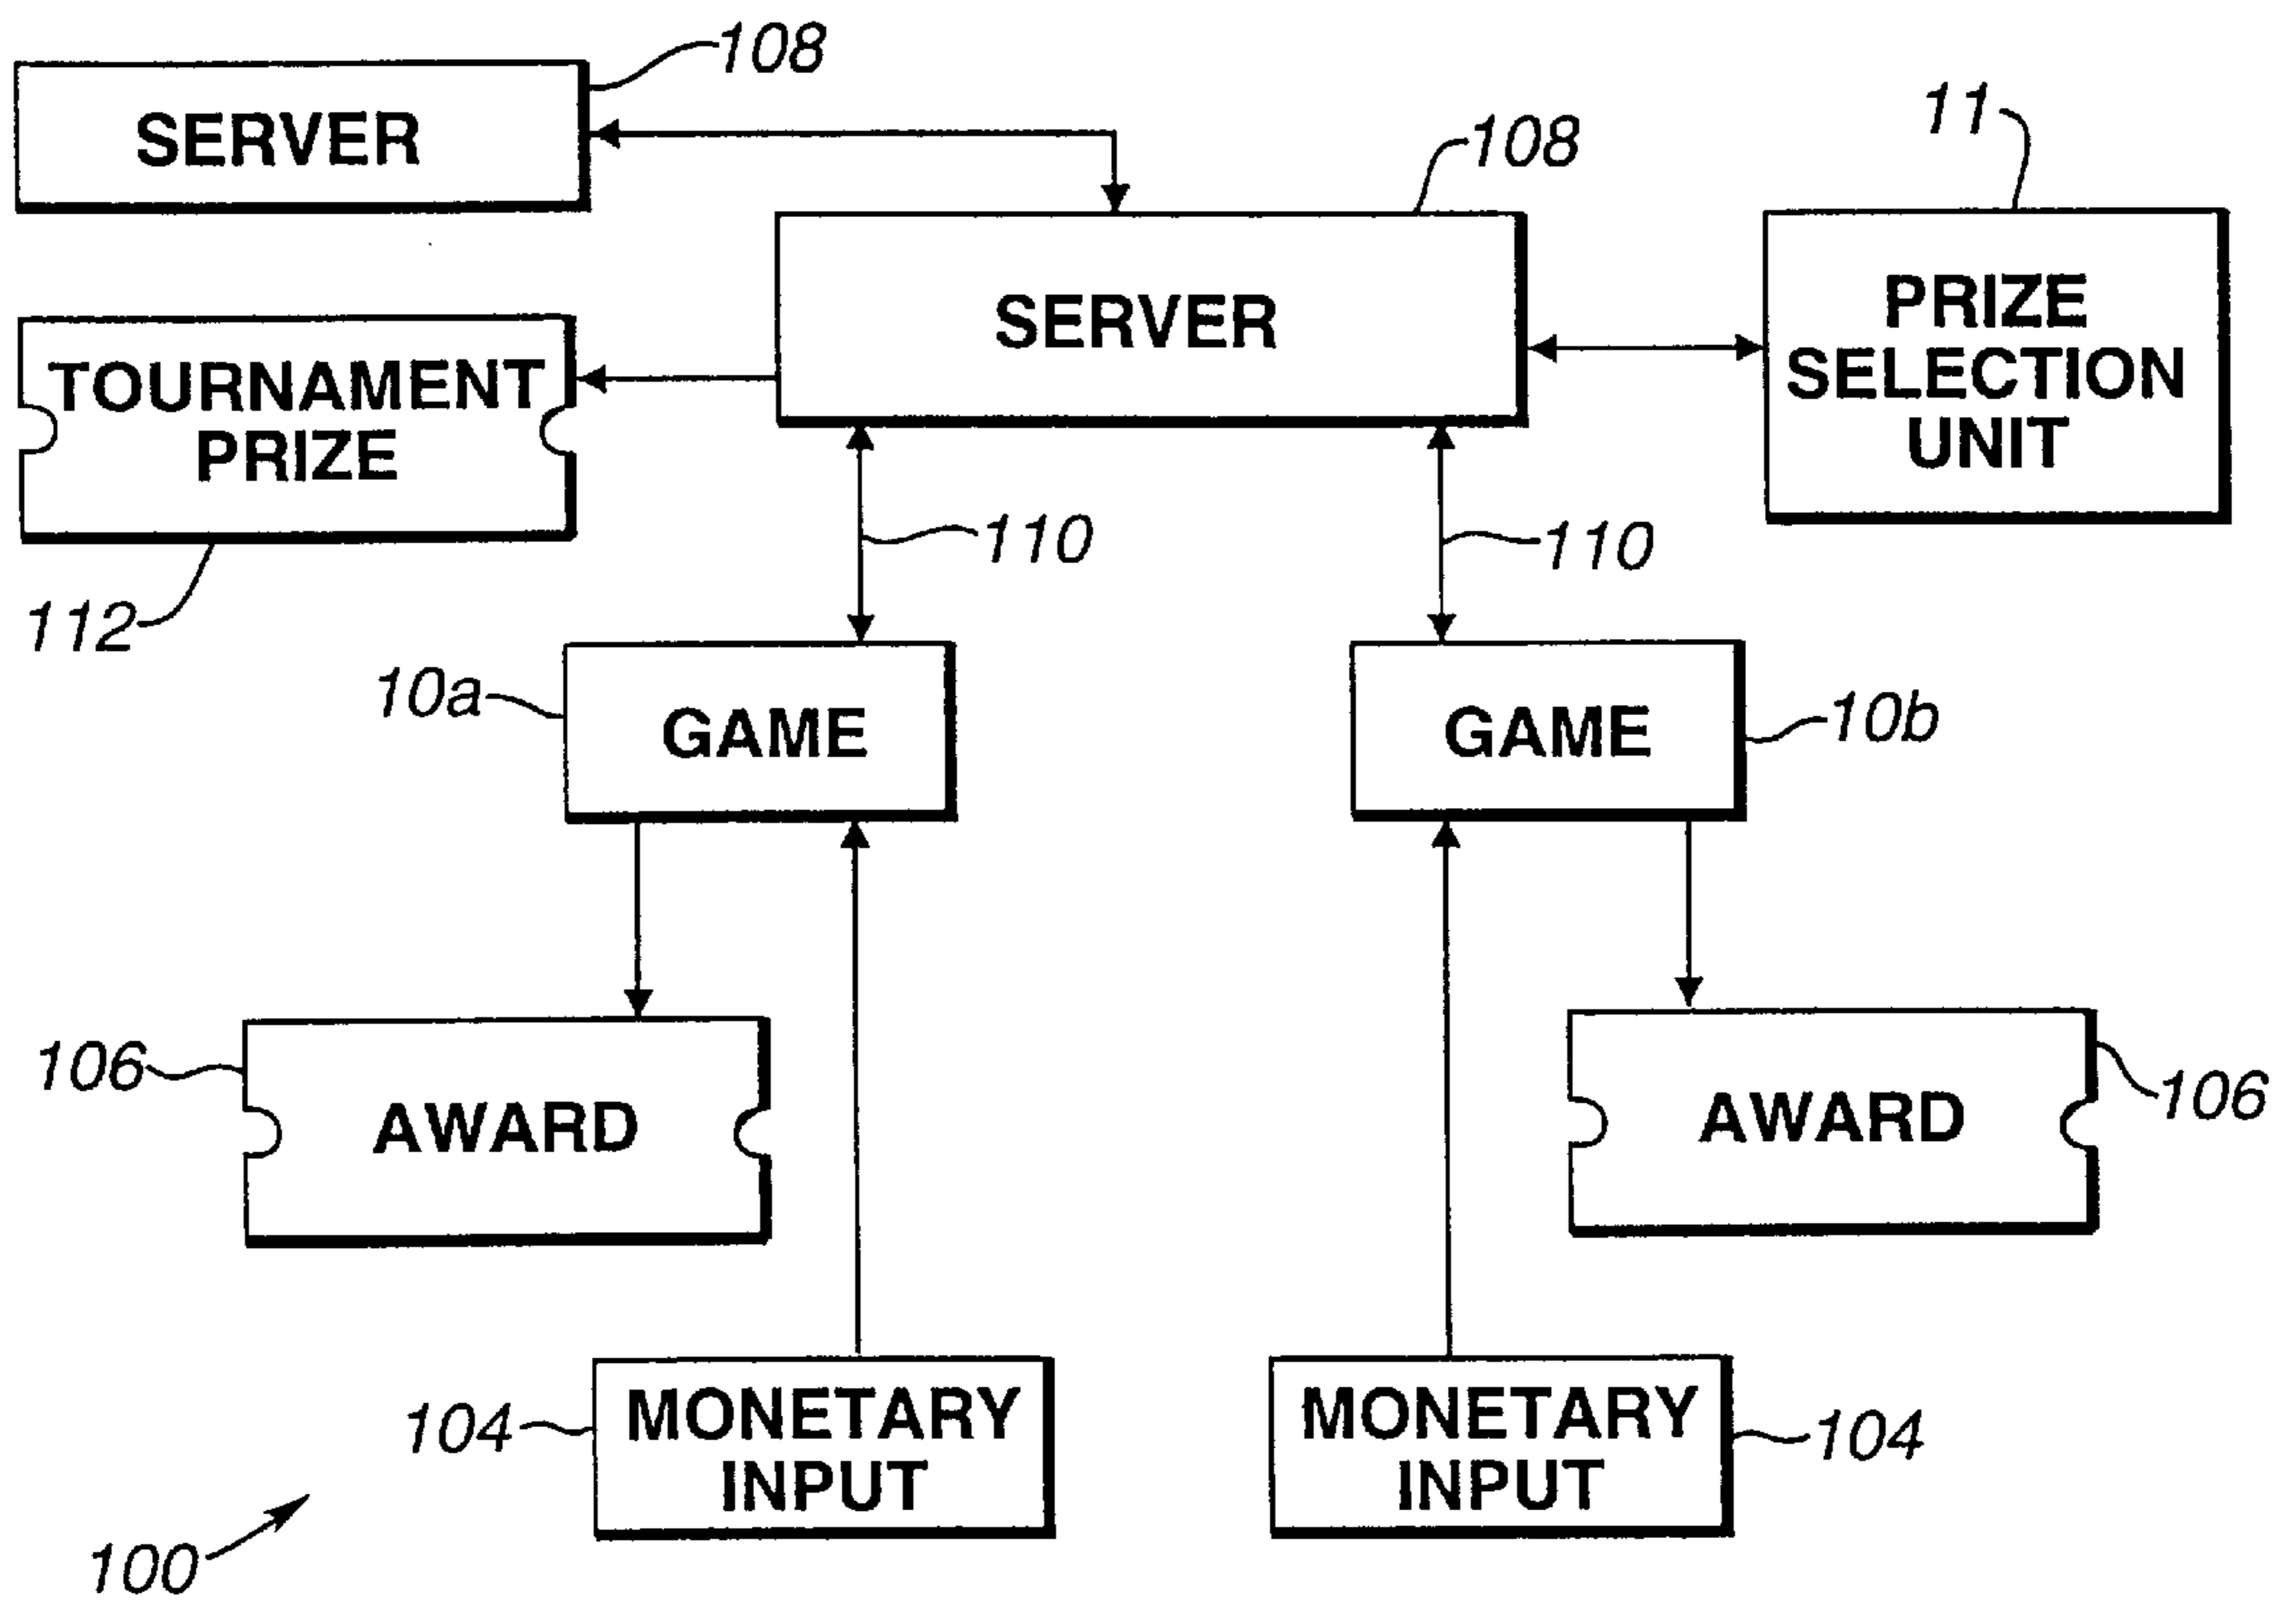 108
SERVER
108
11
SERVER
PRIZE
SELECTION
UNIT
TOURNAMENT
PRIZE
110
110
112
10a
GAME
GAME
10b
106
AWARD
AWARD
106
104
MONETARY
INPUT
MONETARY
INPUT
104
100